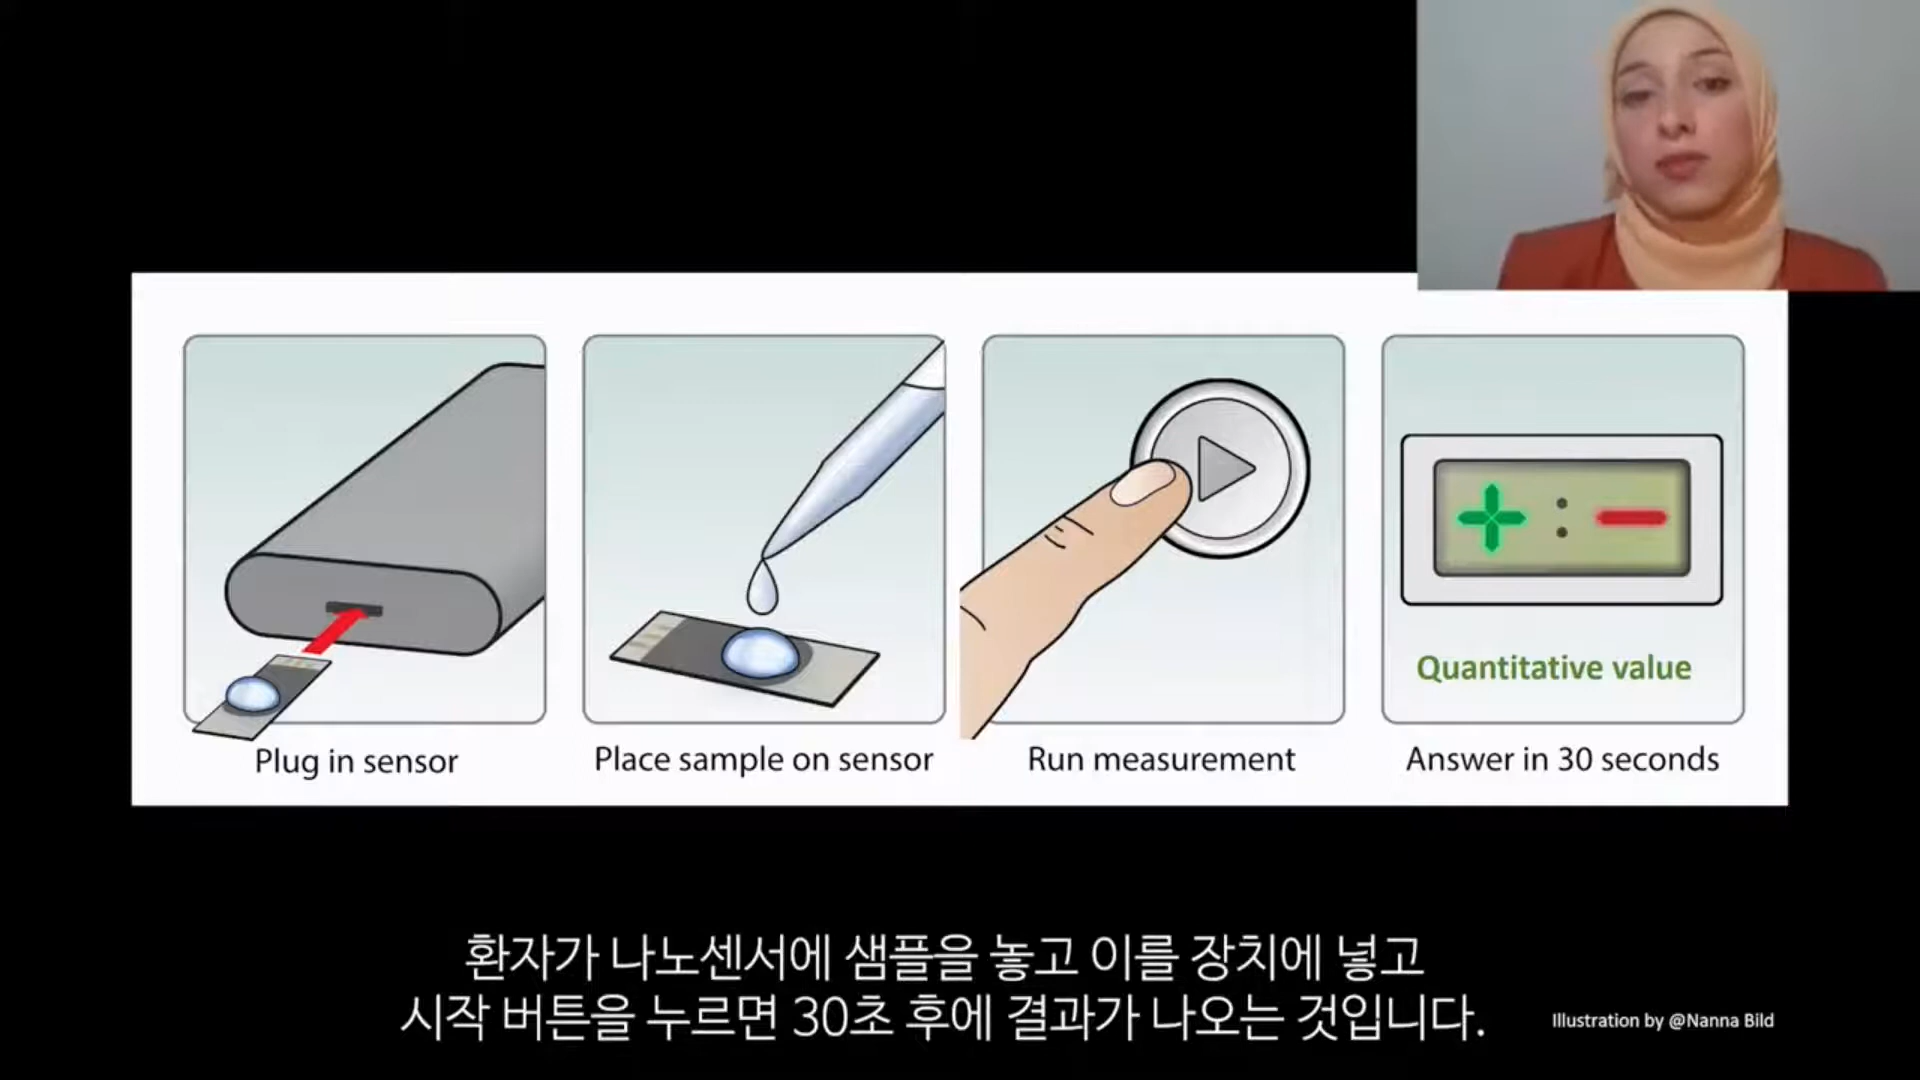 Quantitative value
Plug in sensor
Place sample on sensor
Run measurement
Answer in 30 seconds
환자가 나노센서에 샘플을 놓고 이를 장치에 넣고
시작 버튼을 누르면 30초 후에 결과가 나오는 것입니다.
Illustration by @Nanna Bild